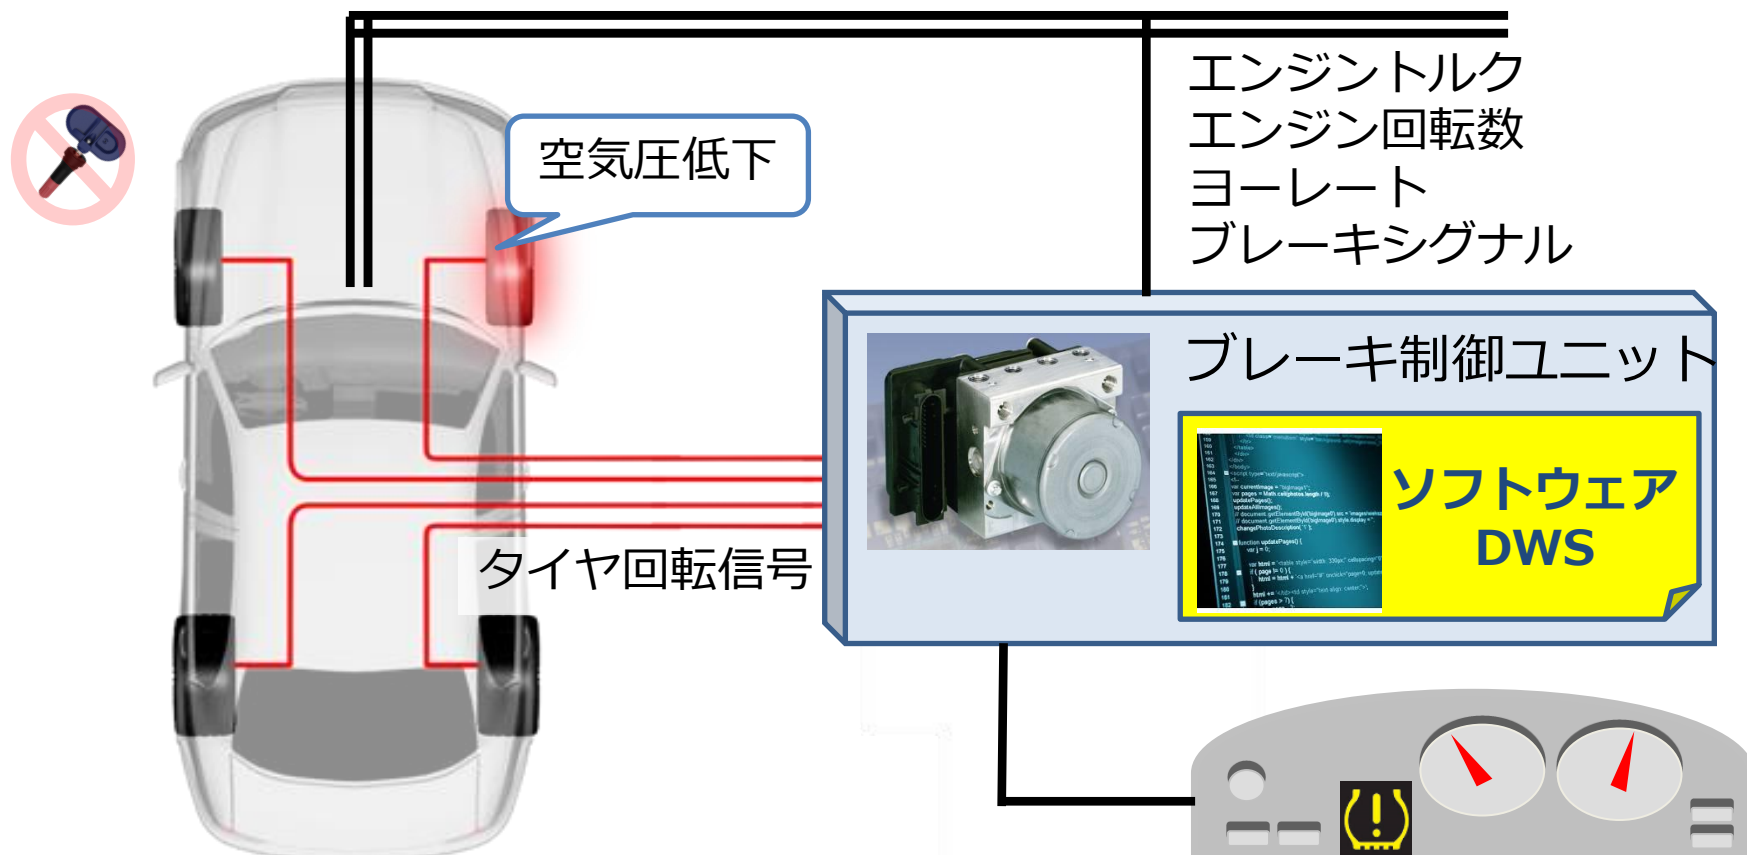 エンジントルク
エンジン回転数
ヨーレート
ブレーキシグナル
空気圧低下
ブレーキ制御ユニット
ソフトウェア
DWS
タイヤ回転信号